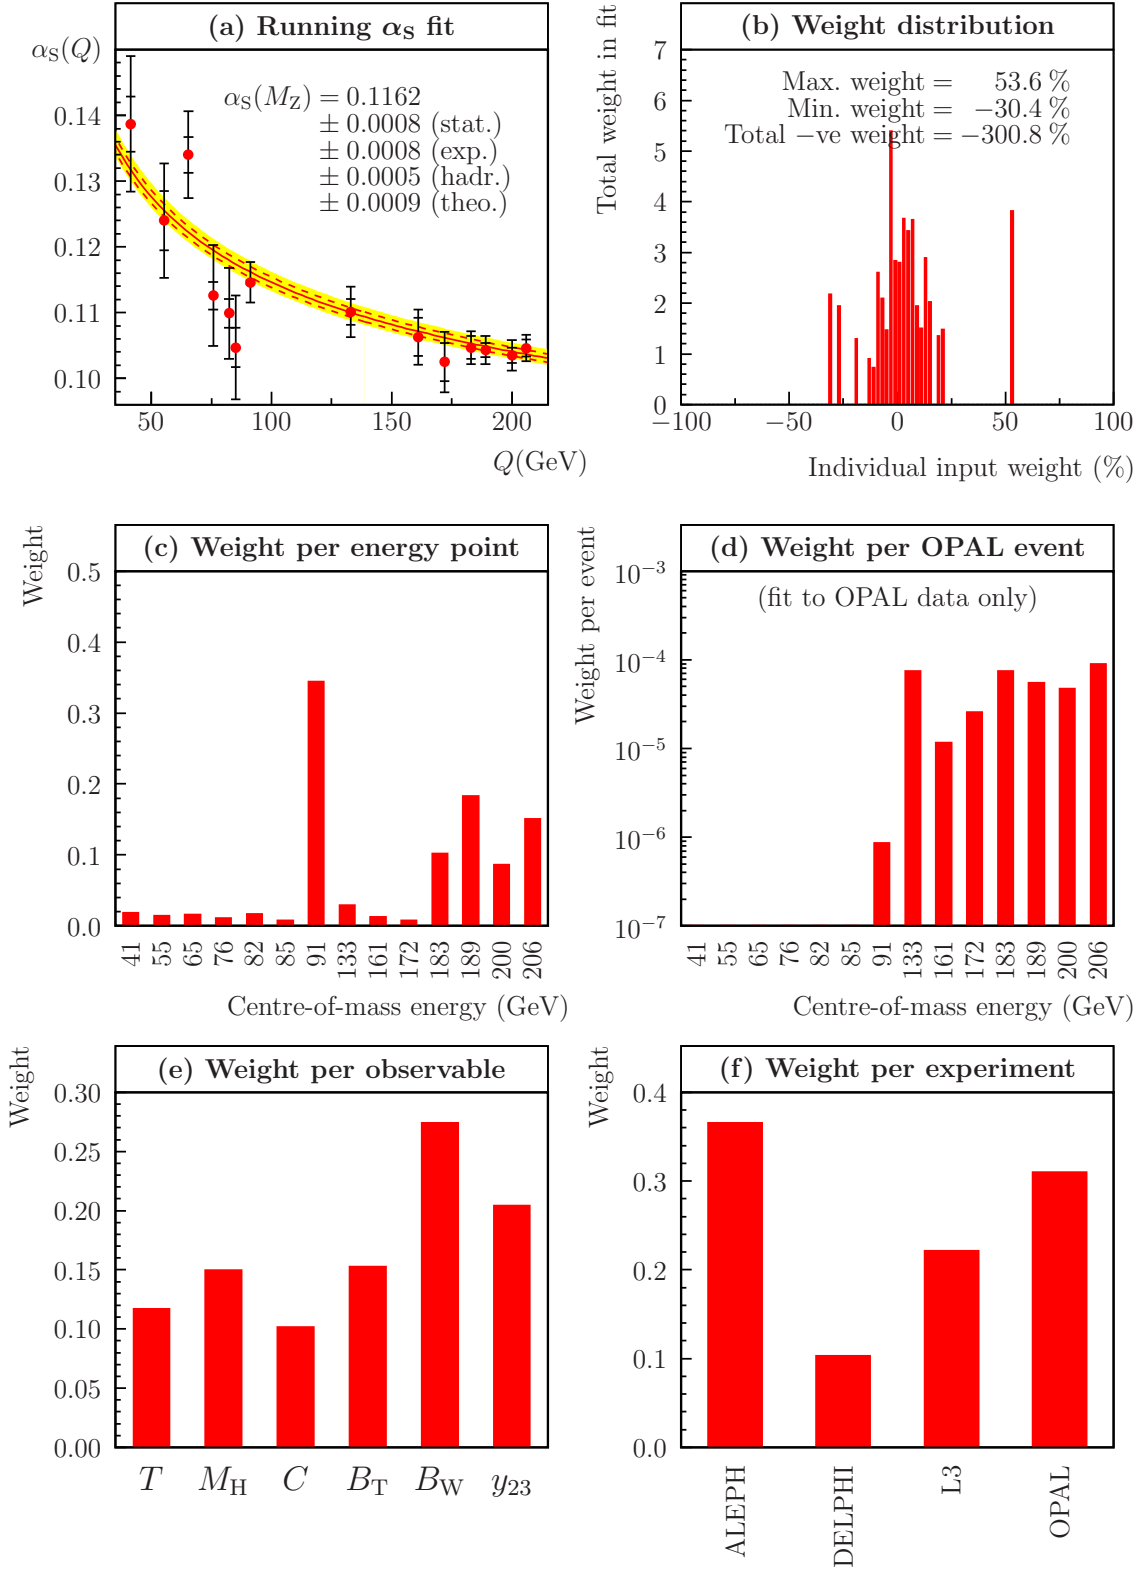 (a) Running αS fit
αS(Q)
0.14
0.13
0.12
0.11
0.10
αS(MZ) = 0.1162
± 0.0008 (stat.)
± 0.0008 (exp.)
± 0.0005 (hadr.)
± 0.0009 (theo.)
50 100 150 200
Q(GeV)
(b) Weight distribution
Total weight in fit
7
6
5
4
3
2
1
0
Max. weight = 53.6 %
Min. weight = −30.4 %
Total −ve weight = −300.8 %
−100 −50 0 50 100
Individual input weight (%)
(c) Weight per energy point
Weight
0.5
0.4
0.3
0.2
0.1
0.0
41 55 65 76 82 85 91 133 161 172 183 189 200 206
Centre-of-mass energy (GeV)
(d) Weight per OPAL event
Weight per event
(fit to OPAL data only)
10−3
10−4
10−5
10−6
10−7
41 55 65 76 82 85 91 133 161 172 183 189 200 206
Centre-of-mass energy (GeV)
(e) Weight per observable
Weight
0.30
0.25
0.20
0.15
0.10
0.05
0.00
T MH C BT BW y23
(f) Weight per experiment
Weight
0.4
0.3
0.2
0.1
0.0
ALEPH DELPHI L3 OPAL